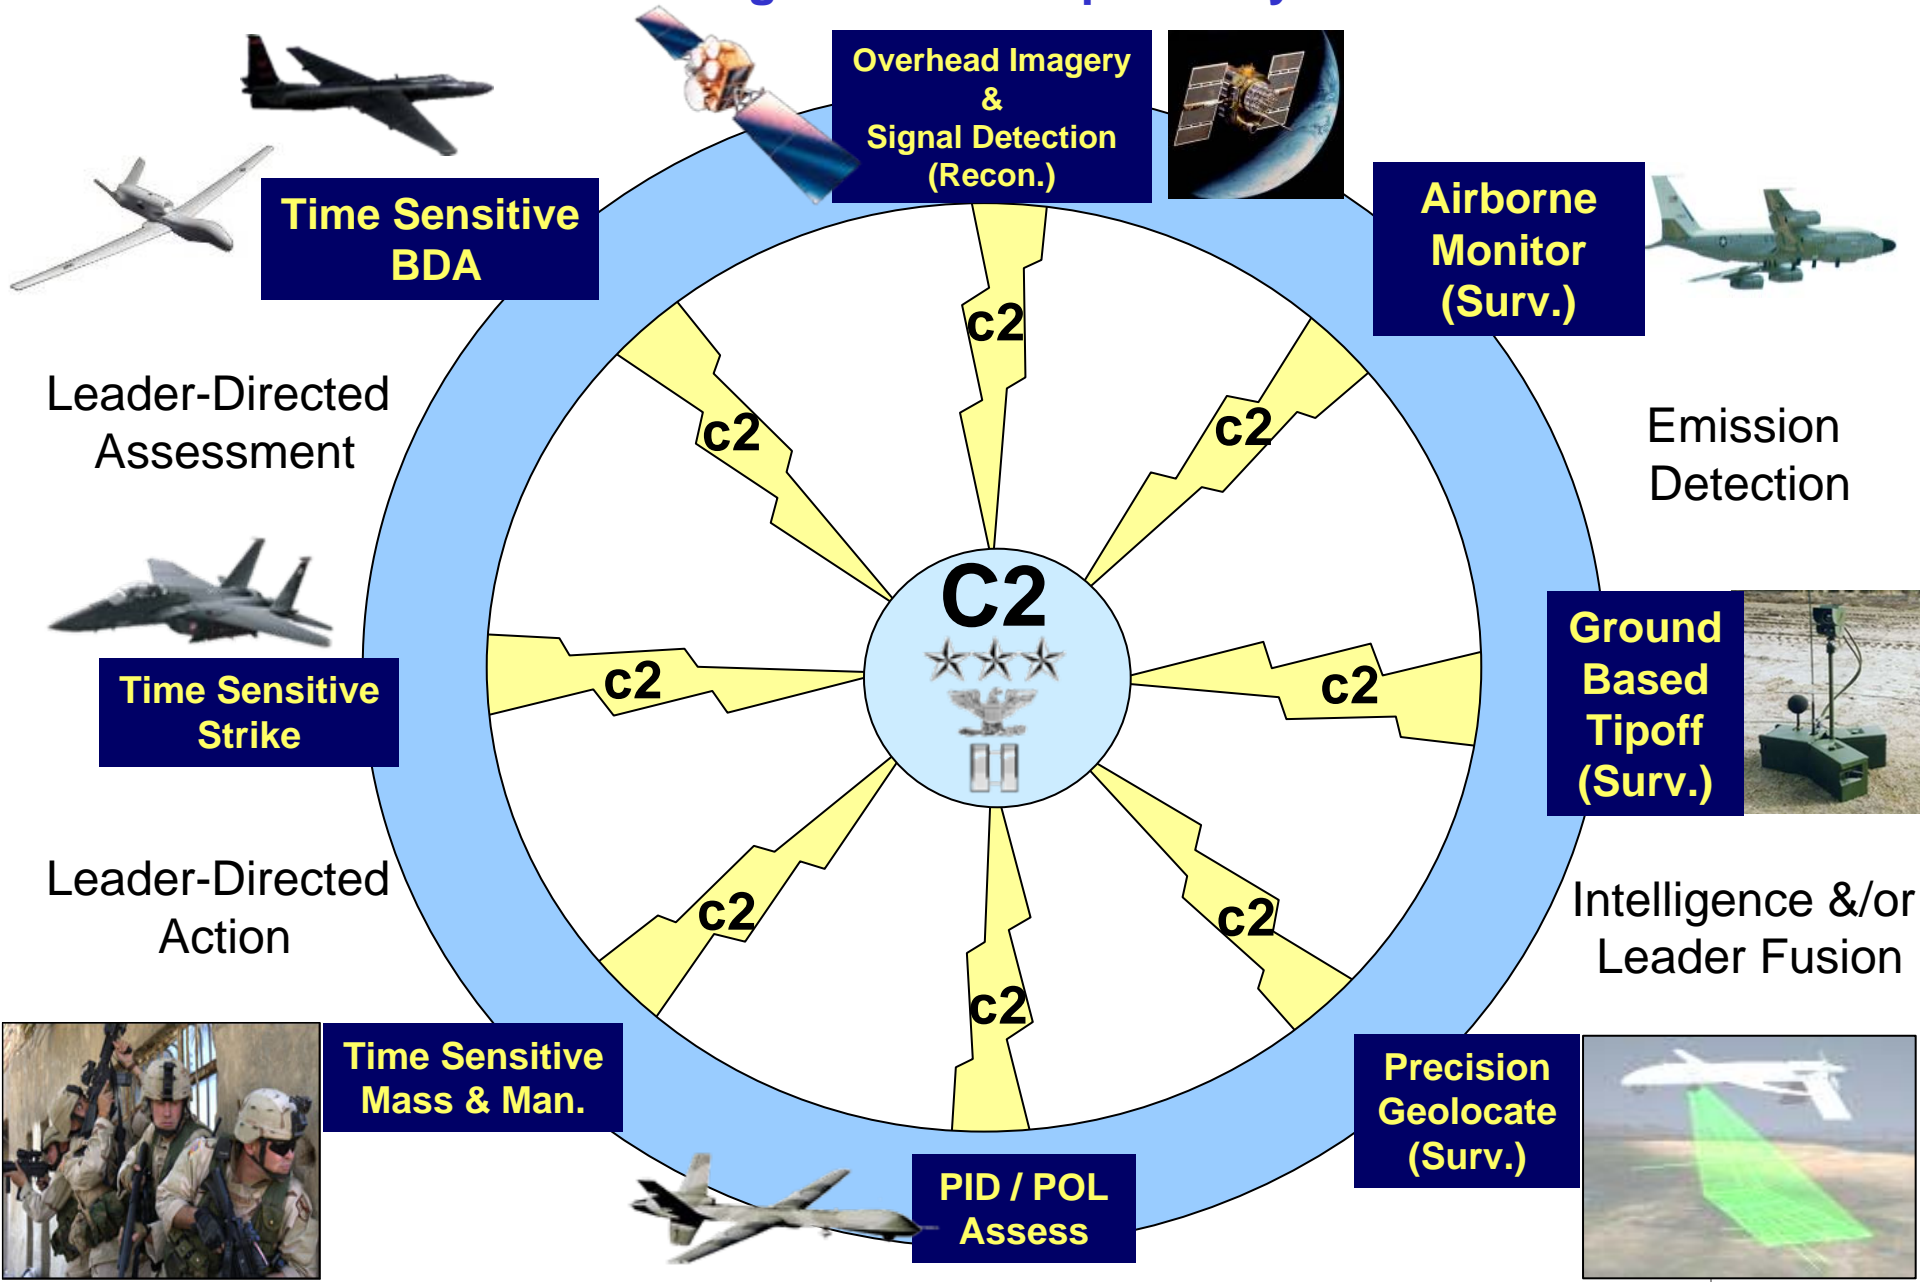 Overhead Imagery
&
Signal Detection
(Recon.)
Airborne
Monitor
(Surv.)
Time Sensitive
BDA
c2
c2
c2
Leader-Directed
Assessment
Emission
Detection
C2
Ground
Based
Tipoff
(Surv.)
Time Sensitive
Strike
c2
c2
Leader-Directed
Action
Intelligence &/or
Leader Fusion
c2
c2
c2
Time Sensitive
Mass & Man.
Precision
Geolocate
(Surv.)
PID / POL
Assess